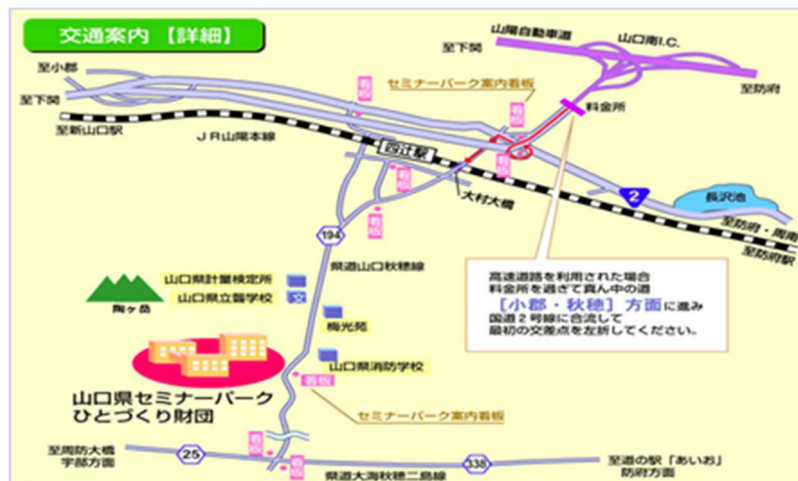 交通案内 【詳細】
山陽自動車道
山口南I.C.
至下関
至防府
至小郡
至下関
看板
セミナーパーク案内看板
看板
料金所
至新山口駅
JR山陽本線
四辻駅
看板
看板
看板
大村大橋
2
長沢池
至防府・周南
至防府駅
194
県道山口秋穂線
高速道路を利用された場合
料金所を過ぎて真ん中の道
[小郡・秋穂] 方面に進み
国道2号線に合流して
最初の交差点を左折してください。
山口県計量検定所
山口県立聾学校
文
陶ヶ岳
梅光苑
山口県消防学校
看板
山口県セミナーパーク
ひとづくり財団
セミナーパーク案内看板
看板
看板
至周防大橋
宇部方面
25
県道大海秋穂二島線
338
至道の駅「あいお」
防府方面